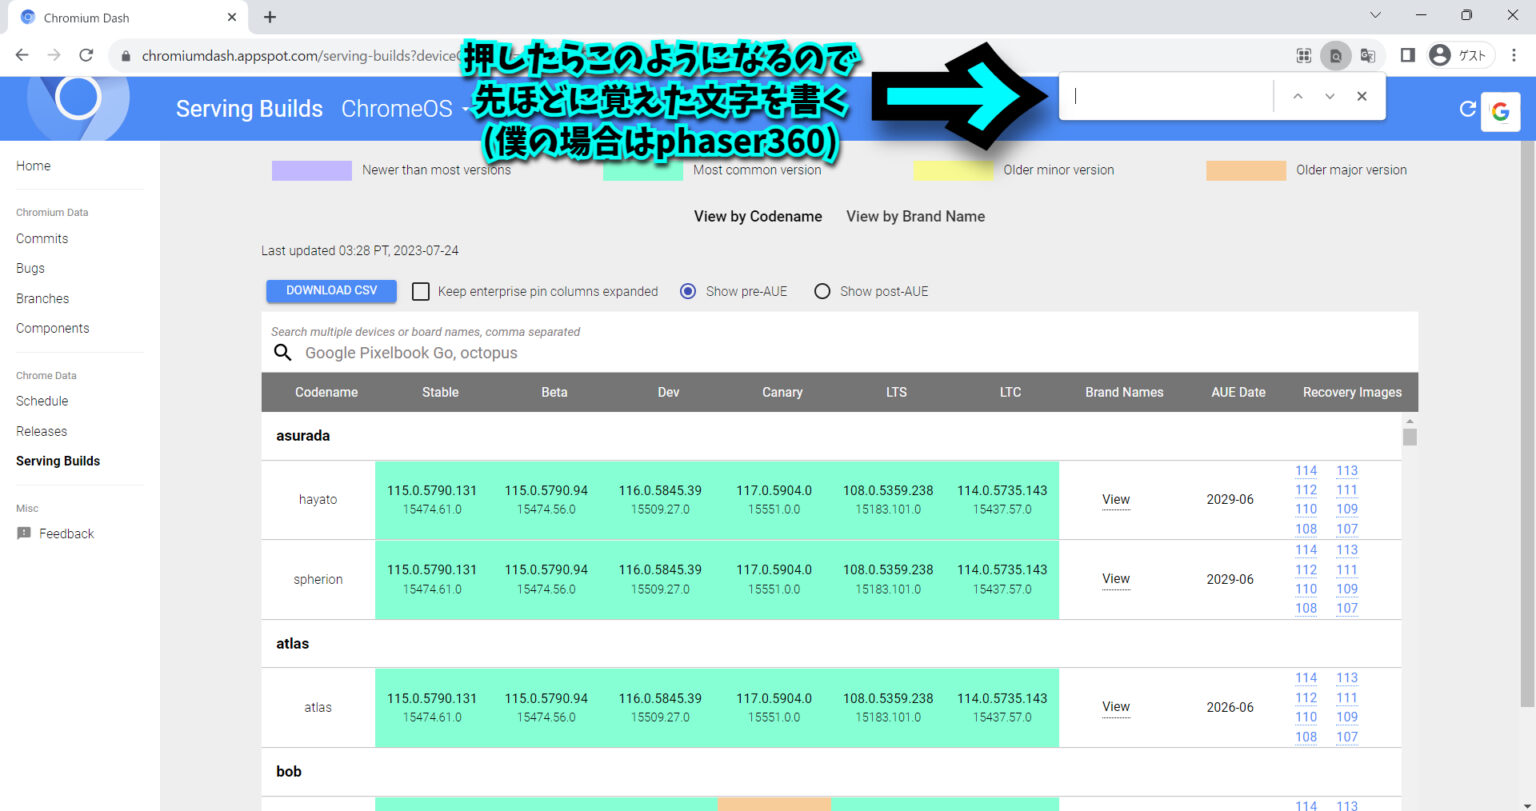 Chromium Dash
chromiumdash.appspot.com/serving-builds?device
ゲスト
押したらこのようになるので
先ほどに覚えた文字を書く
(僕の場合はphaser360)
Serving Builds ChromeOS
Newer than most versions Most common version Older minor version Older major version
View by Codename View by Brand Name
Last updated 03:28 PT, 2023-07-24
DOWNLOAD CSV Keep enterprise pin columns expanded Show pre-AUE Show post-AUE
Search multiple devices or board names, comma separated
Google Pixelbook Go, octopus
Home
Chromium Data
Commits
Bugs
Branches
Components
Chrome Data
Schedule
Releases
Serving Builds
Misc
Feedback
Codename Stable Beta Dev Canary LTS LTC Brand Names AUE Date Recovery Images
asurada
hayato
115.0.5790.131 115.0.5790.94 116.0.5845.39 117.0.5904.0 108.0.5359.238 114.0.5735.143
15474.61.0 15474.56.0 15509.27.0 15551.0.0 15183.101.0 15437.57.0
View 2029-06
114 113
112 111
110 109
108 107
spherion
115.0.5790.131 115.0.5790.94 116.0.5845.39 117.0.5904.0 108.0.5359.238 114.0.5735.143
15474.61.0 15474.56.0 15509.27.0 15551.0.0 15183.101.0 15437.57.0
View 2029-06
114 113
112 111
110 109
108 107
atlas
atlas
115.0.5790.131 115.0.5790.94 116.0.5845.39 117.0.5904.0 108.0.5359.238 114.0.5735.143
15474.61.0 15474.56.0 15509.27.0 15551.0.0 15183.101.0 15437.57.0
View 2026-06
114 113
112 111
110 109
108 107
bob
114 113